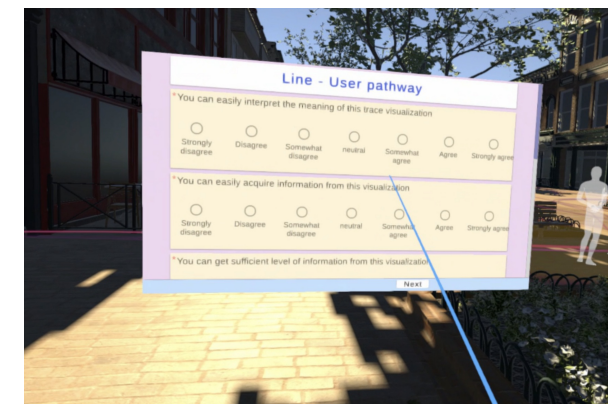 Line - User pathway
*You can easily interpret the meaning of this trace visualization
Strongly disagree
Disagree
Somewhat disagree
neutral
Somewhat agree
Agree
Strongly agree
*You can easily acquire information from this visualization
Strongly disagree
Disagree
Somewhat disagree
neutral
Somewhat agree
Agree
Strongly agree
*You can get sufficient level of information from this visualization
Next